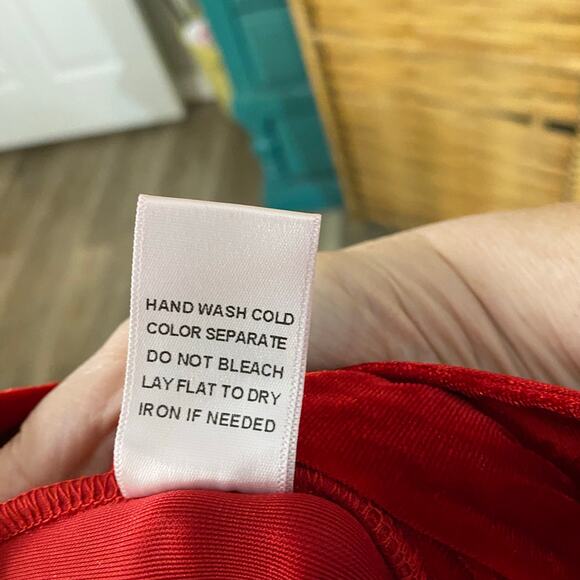 HAND WASH COLD
COLOR SEPARATE
DO NOT BLEACH
LAY FLAT TO DRY
IRON IF NEEDED